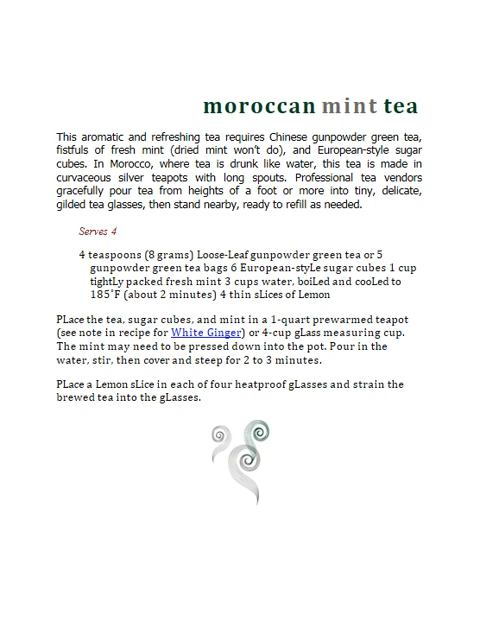 moroccan mint tea
This aromatic and refreshing tea requires Chinese gunpowder green tea,
fistfuls of fresh mint (dried mint won't do), and European-style sugar
cubes. In Morocco, where tea is drunk like water, this tea is made in
curvaceous silver teapots with long spouts. Professional tea vendors
gracefully pour tea from heights of a foot or more into tiny, delicate,
gilded tea glasses, then stand nearby, ready to refill as needed.
Serves 4
4 teaspoons (8 grams) Loose-Leaf gunpowder green tea or 5
gunpowder green tea bags 6 European-styLe sugar cubes 1 cup
tightLy packed fresh mint 3 cups water, boiLed and cooLed to
185˚F (about 2 minutes) 4 thin sLices of Lemon
PLace the tea, sugar cubes, and mint in a 1-quart prewarmed teapot
(see note in recipe for White Ginger) or 4-cup gLass measuring cup.
The mint may need to be pressed down into the pot. Pour in the
water, stir, then cover and steep for 2 to 3 minutes.
PLace a Lemon sLice in each of four heatproof gLasses and strain the
brewed tea into the gLasses.